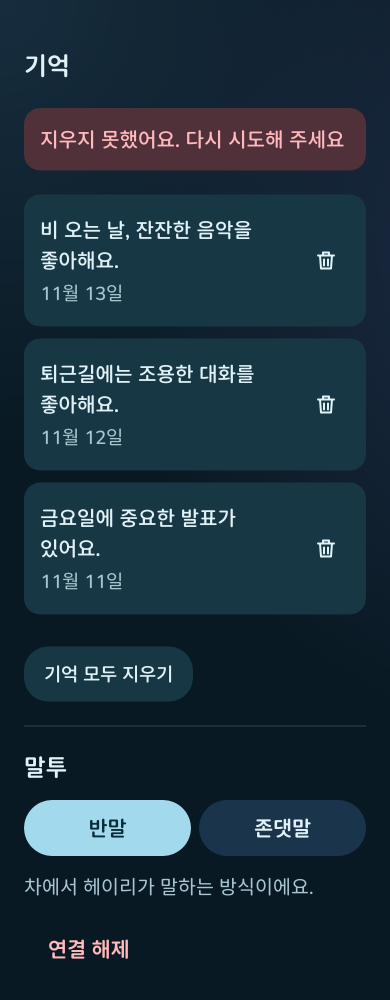 기억
지우지 못했어요. 다시 시도해 주세요
비 오는 날, 잔잔한 음악을
좋아해요.
11월 13일
퇴근길에는 조용한 대화를
좋아해요.
11월 12일
금요일에 중요한 발표가
있어요.
11월 11일
기억 모두 지우기
말투
반말
존댓말
차에서 헤이리가 말하는 방식이에요.
연결 해제